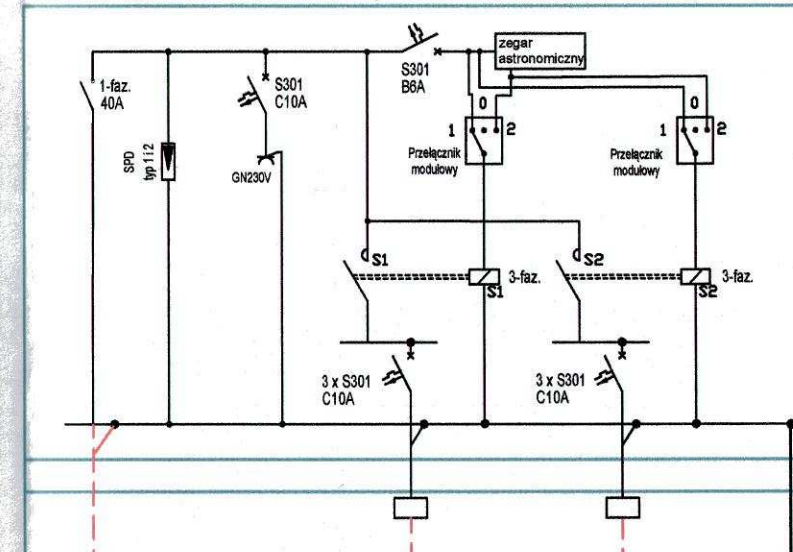 zegar
astronomiczny
1-faz.
40A
S301
C10A
S301
B6A
SPD
typ 1 i 2
GN230V
0
1
2
Przełącznik
modułowy
0
1
2
Przełącznik
modułowy
S1
S1
3-faz.
S2
S2
3-faz.
3 x S301
C10A
3 x S301
C10A